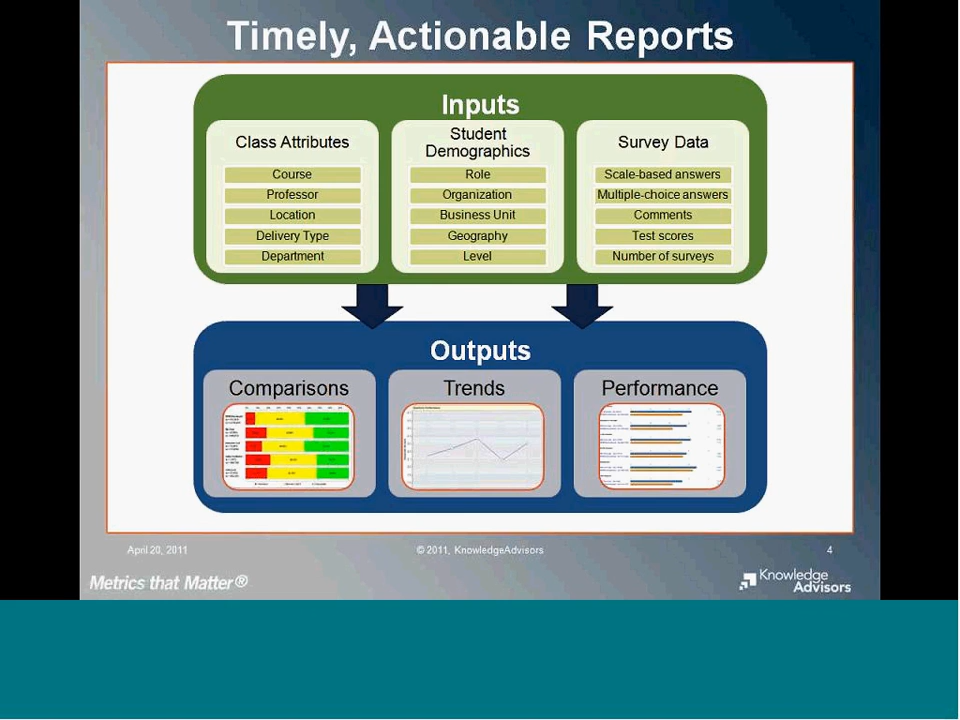 Timely, Actionable Reports
Inputs
Class Attributes
Course
Professor
Location
Delivery Type
Department
Student
Demographics
Role
Organization
Business Unit
Geography
Level
Survey Data
Scale-based answers
Multiple-choice answers
Comments
Test scores
Number of surveys
Outputs
Comparisons
Trends
Performance
April 20, 2011
© 2011, KnowledgeAdvisors
4
Metrics that Matter®
Knowledge
Advisors